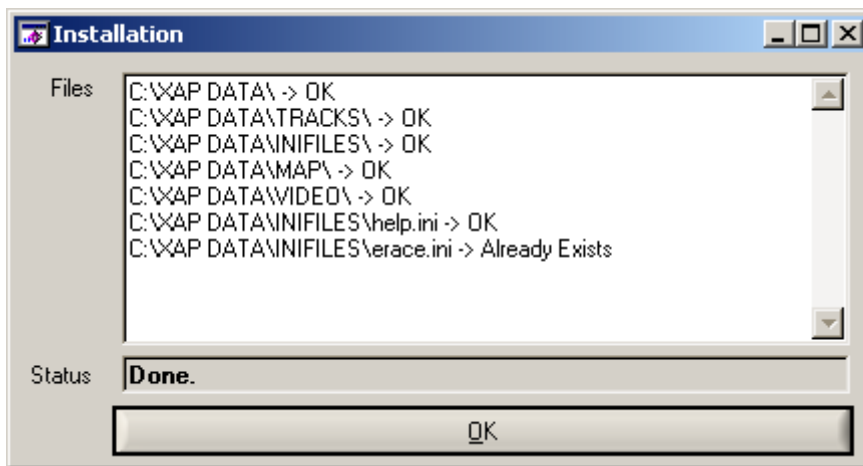 Installation
Files
C:\XAP DATA\ -> OK
C:\XAP DATA\TRACKS\ -> OK
C:\XAP DATA\INIFILES\ -> OK
C:\XAP DATA\MAP\ -> OK
C:\XAP DATA\VIDEO\ -> OK
C:\XAP DATA\INIFILES\help.ini -> OK
C:\XAP DATA\INIFILES\erace.ini -> Already Exists
Status
Done.
OK